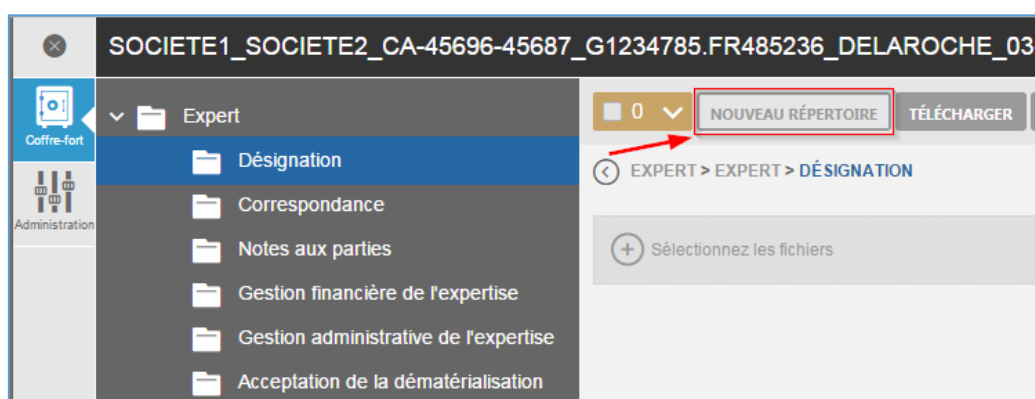 SOCIETE1_SOCIETE2_CA-45696-45687_G1234785.FR485236_DELAROCHE_03
Coffre-fort
Administration
Expert
Désignation
Correspondance
Notes aux parties
Gestion financière de l'expertise
Gestion administrative de l'expertise
Acceptation de la dématérialisation
0
NOUVEAU RÉPERTOIRE
TÉLÉCHARGER
EXPERT > EXPERT > DÉSIGNATION
Sélectionnez les fichiers